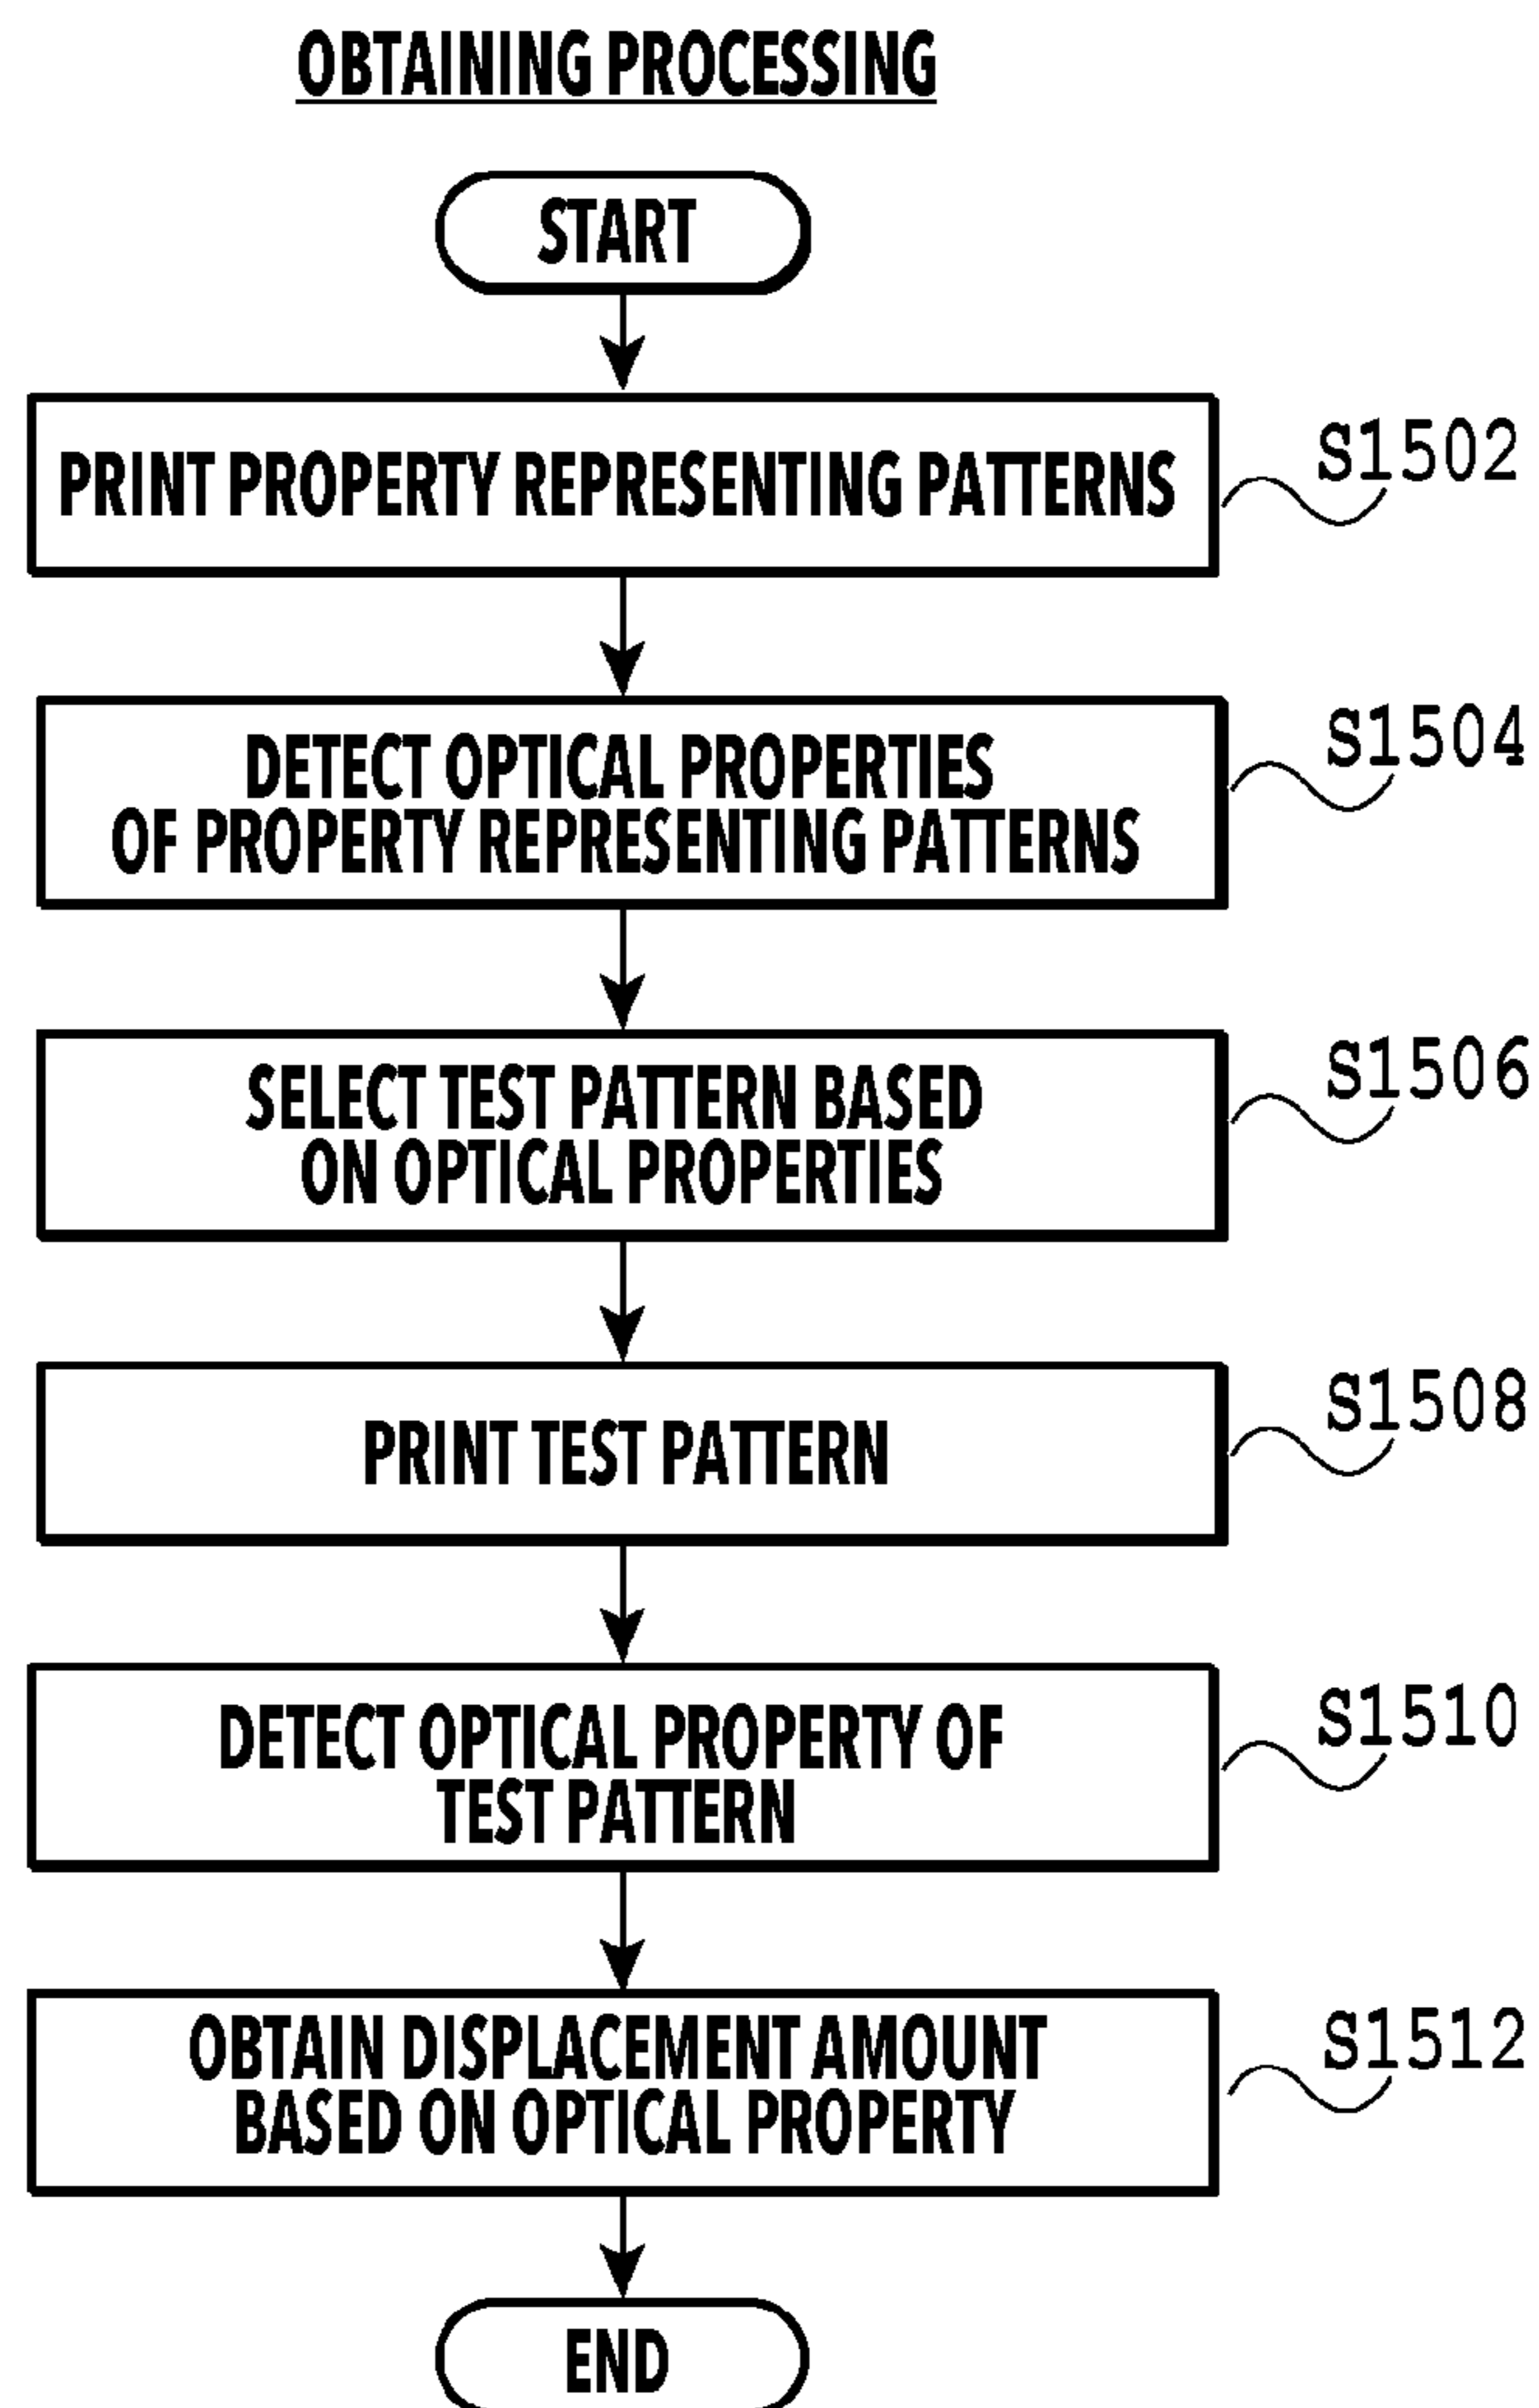 OBTAINING PROCESSING
START
PRINT PROPERTY REPRESENTING PATTERNS
S1502
DETECT OPTICAL PROPERTIES
OF PROPERTY REPRESENTING PATTERNS
S1504
SELECT TEST PATTERN BASED
ON OPTICAL PROPERTIES
S1506
PRINT TEST PATTERN
S1508
DETECT OPTICAL PROPERTY OF
TEST PATTERN
S1510
OBTAIN DISPLACEMENT AMOUNT
BASED ON OPTICAL PROPERTY
S1512
END